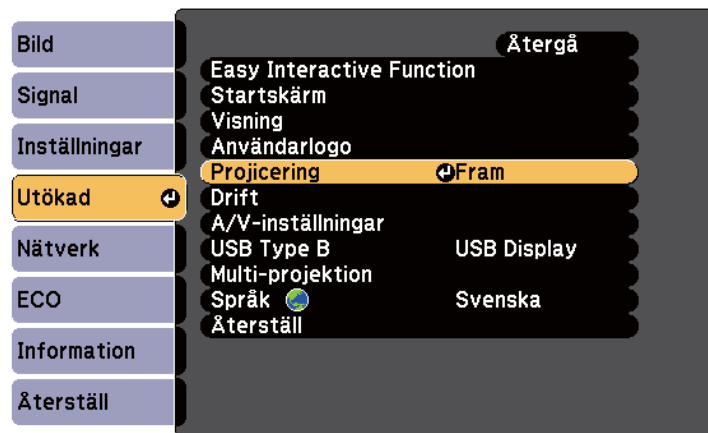 Bild
Signal
Inställningar
Utökad
Nätverk
ECO
Information
Återställ
Återgå
Easy Interactive Function
Startskärm
Visning
Användarlogo
Projicering Fram
Drift
A/V-inställningar
USB Type B USB Display
Multi-projektion
Språk Svenska
Återställ